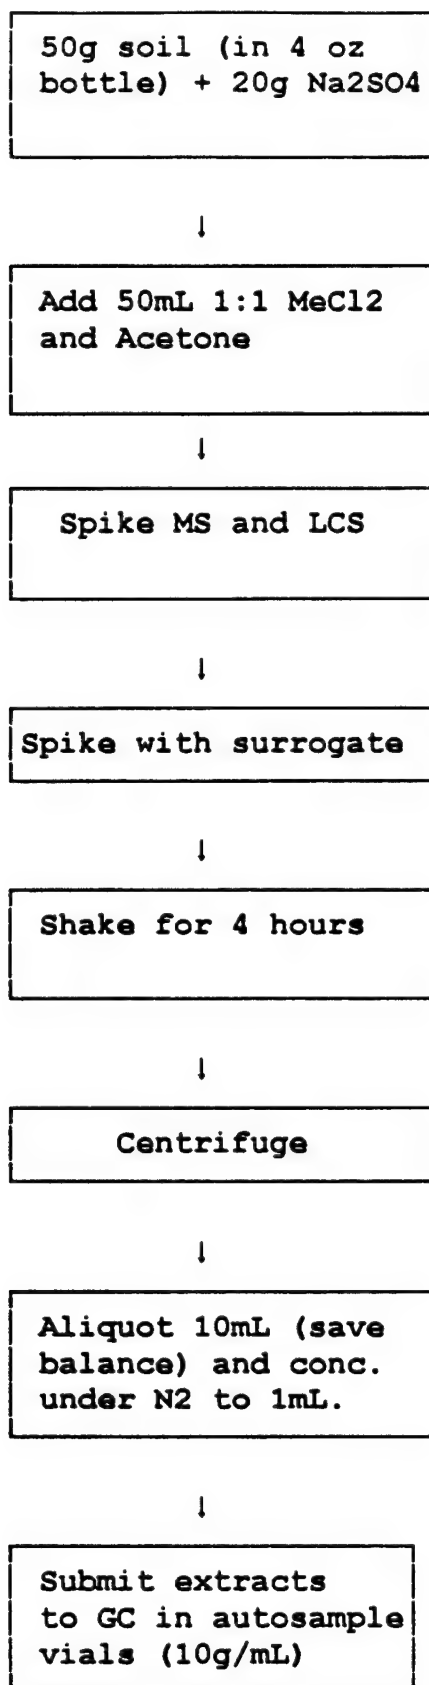 50g soil (in 4 oz
bottle) + 20g Na2SO4
↓
Add 50mL 1:1 MeCl2
and Acetone
↓
Spike MS and LCS
↓
Spike with surrogate
↓
Shake for 4 hours
↓
Centrifuge
↓
Aliquot 10mL (save
balance) and conc.
under N2 to 1mL.
↓
Submit extracts
to GC in autosample
vials (10g/mL)